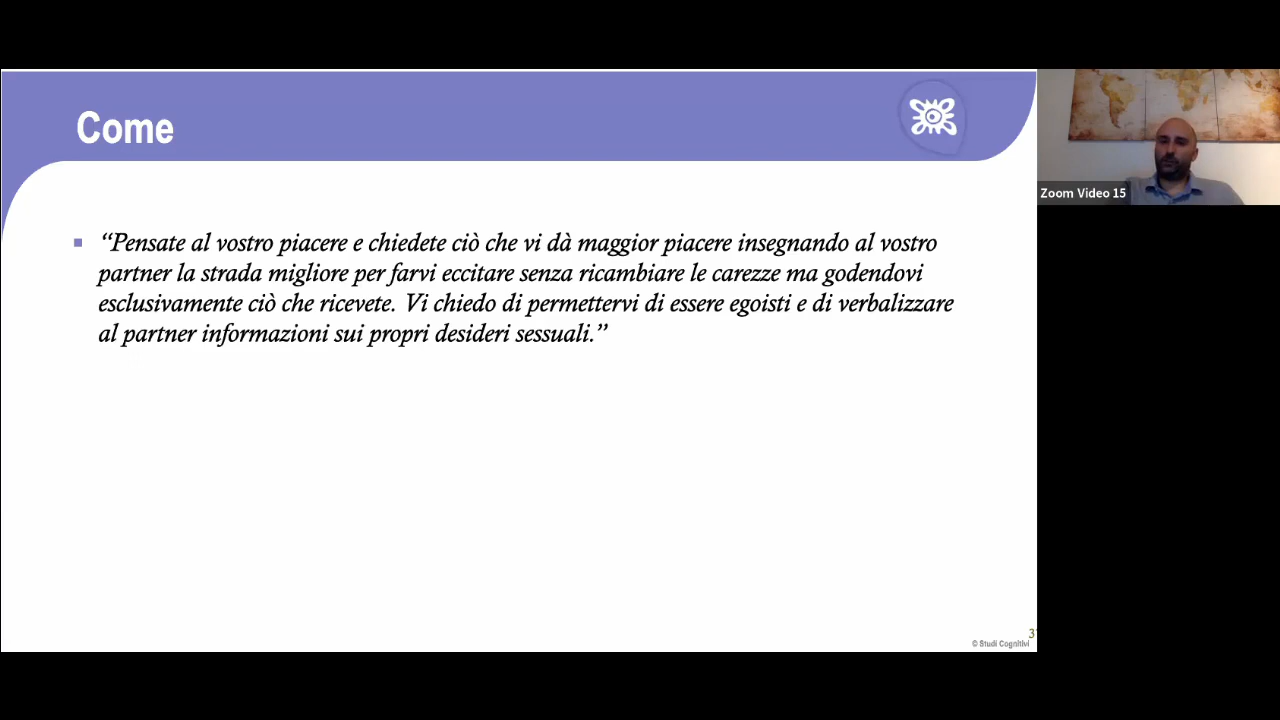 Come
“Pensate al vostro piacere e chiedete ciò che vi dà maggior piacere insegnando al vostro
partner la strada migliore per farvi eccitare senza ricambiare le carezze ma godendovi
esclusivamente ciò che ricevete. Vi chiedo di permettervi di essere egoisti e di verbalizzare
al partner informazioni sui propri desideri sessuali.”
Zoom Video 15
© Studi Cognitivi